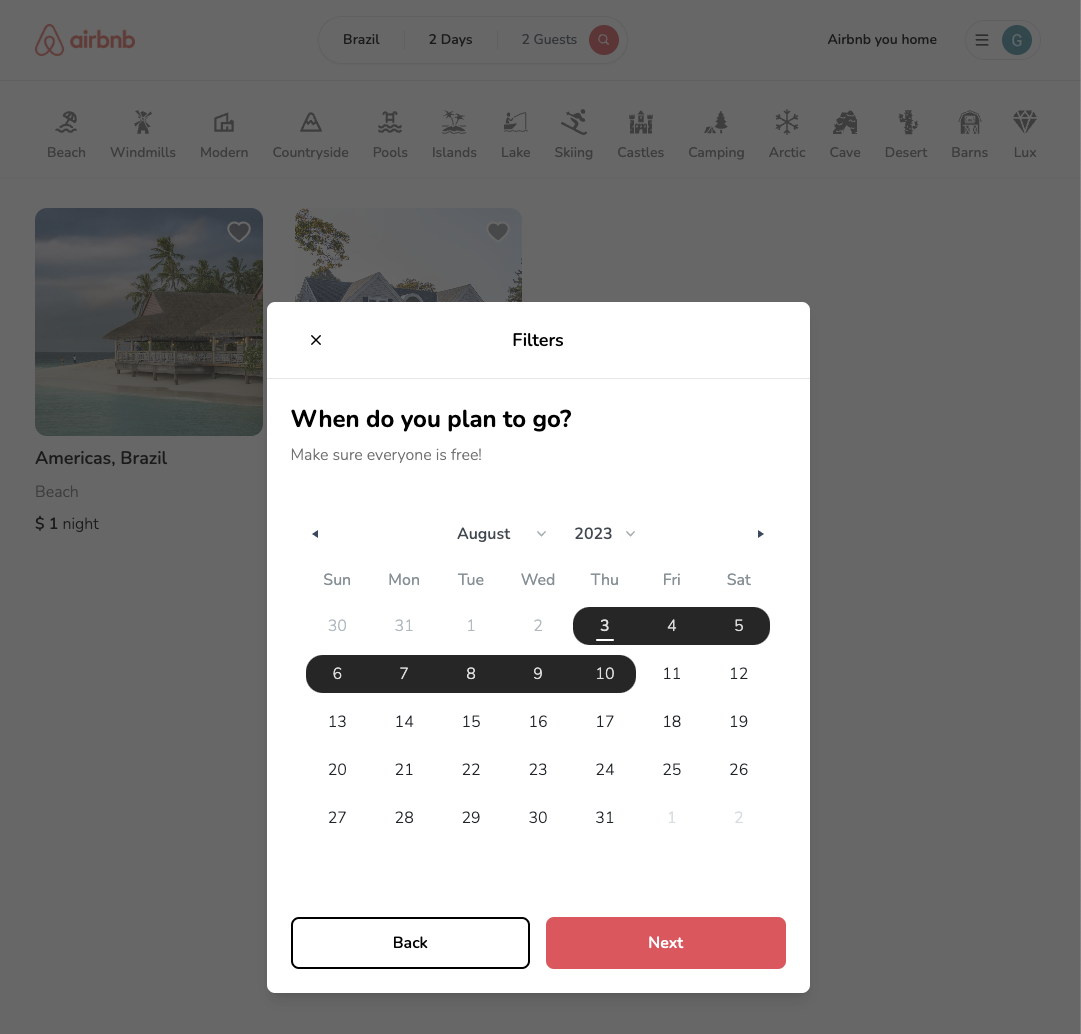 airbnb
Brazil 2 Days 2 Guests
Airbnb you home
G
Beach Windmills Modern Countryside Pools Islands Lake Skiing Castles Camping Arctic Cave Desert Barns Lux
Americas, Brazil
Beach
$ 1 night
Filters
When do you plan to go?
Make sure everyone is free!
August 2023
Sun Mon Tue Wed Thu Fri Sat
30 31 1 2 3 4 5
6 7 8 9 10 11 12
13 14 15 16 17 18 19
20 21 22 23 24 25 26
27 28 29 30 31 1 2
Back Next